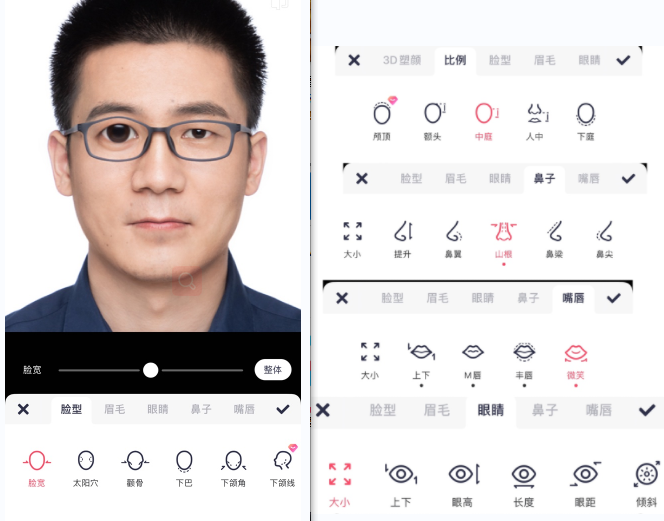 脸宽 整体
脸型 眉毛 眼睛 鼻子 嘴唇
脸宽 太阳穴 颧骨 下巴 下颌角 下颌线
3D塑颜 比例 脸型 眉毛 眼睛
颅顶 额头 中庭 人中 下庭
脸型 眉毛 眼睛 鼻子 嘴唇
大小 提升 鼻翼 山根 鼻梁 鼻尖
脸型 眉毛 眼睛 鼻子 嘴唇
大小 上下 M唇 丰唇 微笑
脸型 眉毛 眼睛 鼻子 嘴唇
大小 上下 眼高 长度 眼距 倾斜